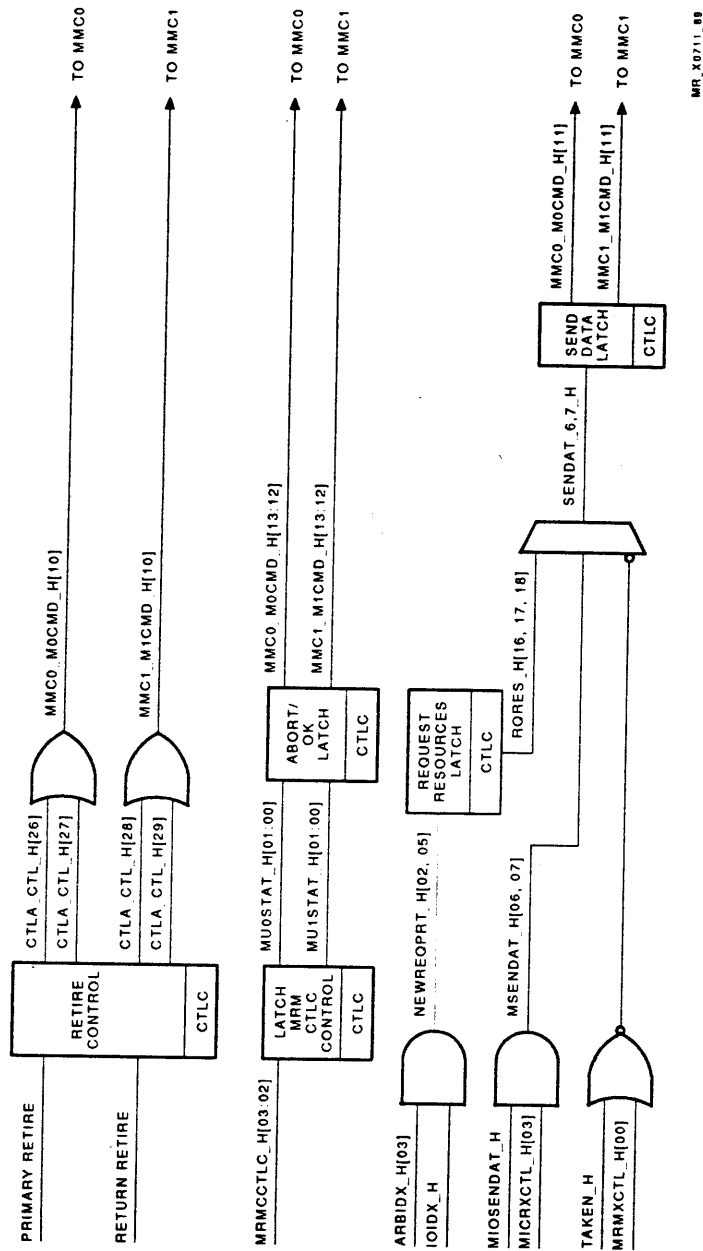 PRIMARY RETIRE
RETURN RETIRE
RETIRE
CONTROL
CTLC
CTLA_CTL_H[26]
CTLA_CTL_H[27]
CTLA_CTL_H[28]
CTLA_CTL_H[29]
MMC0_M0CMD_H[10]
MMC1_M1CMD_H[10]
TO MMC0
TO MMC1
MRMCCTLC_H[03:02]
LATCH
MRM
CTLC
CONTROL
CTLC
MU0STAT_H[01:00]
MU1STAT_H[01:00]
ABORT/
OK
LATCH
CTLC
MMC0_M0CMD_H[13:12]
MMC1_M1CMD_H[13:12]
TO MMC0
TO MMC1
ARBIDX_H[03]
IOIDX_H
NEWREQPRT_H[02, 05]
REQUEST
RESOURCES
LATCH
CTLC
RQRES_H[16, 17, 18]
MIOSENDAT_H
MICRXCTL_H[03]
MSENDAT_H[06, 07]
TAKEN_H
MRMXCTL_H[00]
SENDAT_6,7_H
SEND
DATA
LATCH
CTLC
MMC0_M0CMD_H[11]
MMC1_M1CMD_H[11]
TO MMC0
TO MMC1
MR_X0711_89